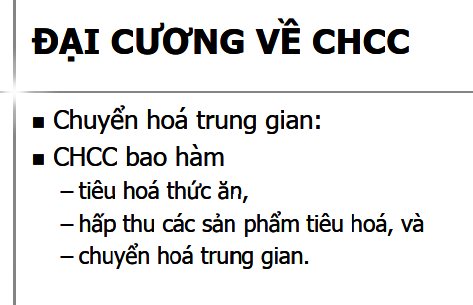 ĐẠI CƯƠNG VỀ CHCC
■ Chuyển hoá trung gian:
■ CHCC bao hàm
– tiêu hoá thức ăn,
– hấp thu các sản phẩm tiêu hoá, và
– chuyển hoá trung gian.